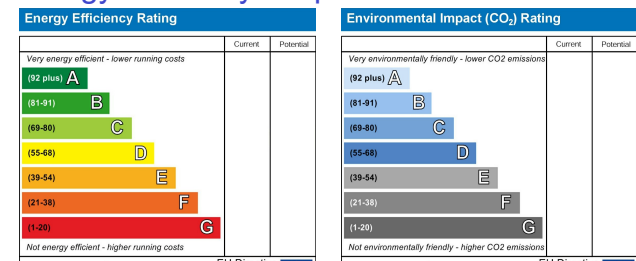 Energy Efficiency Rating
Current Potential
Very energy efficient - lower running costs
(92 plus) A
(81-91) B
(69-80) C
(55-68) D
(39-54) E
(21-38) F
(1-20) G
Not energy efficient - higher running costs
Environmental Impact (CO₂) Rating
Current Potential
Very environmentally friendly - lower CO2 emissions
(92 plus) A
(81-91) B
(69-80) C
(55-68) D
(39-54) E
(21-38) F
(1-20) G
Not environmentally friendly - higher CO2 emissions